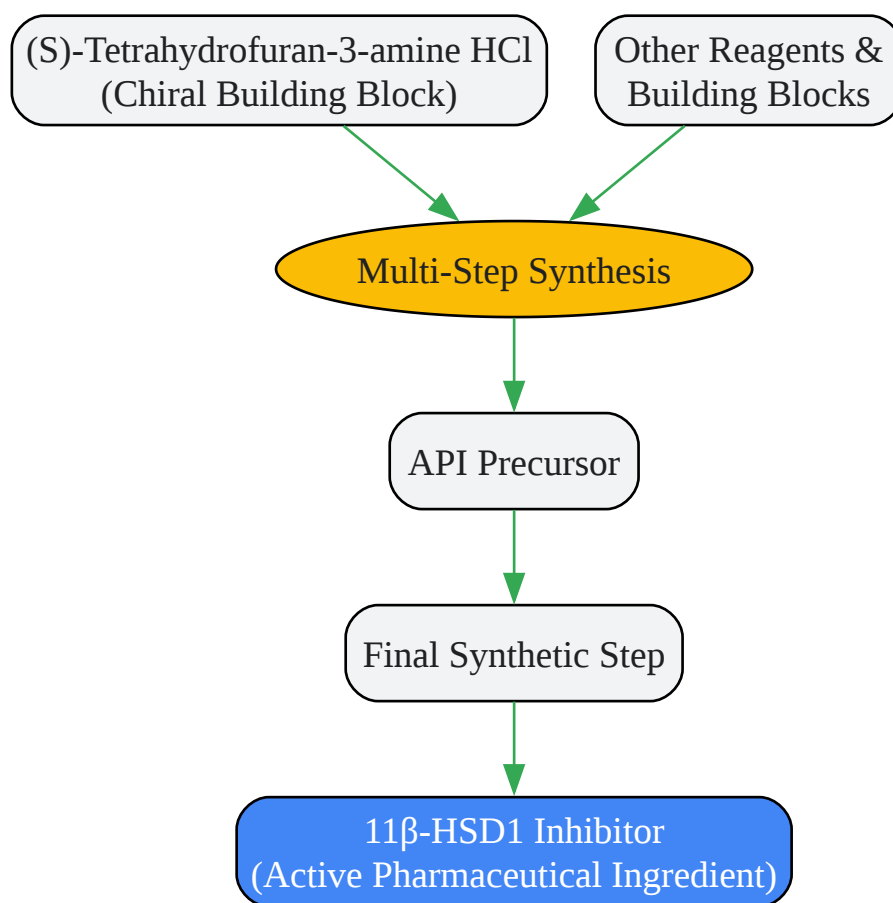 (S)-Tetrahydrofuran-3-amine HCl
(Chiral Building Block)
Other Reagents &
Building Blocks
Multi-Step Synthesis
API Precursor
Final Synthetic Step
11β-HSD1 Inhibitor
(Active Pharmaceutical Ingredient)